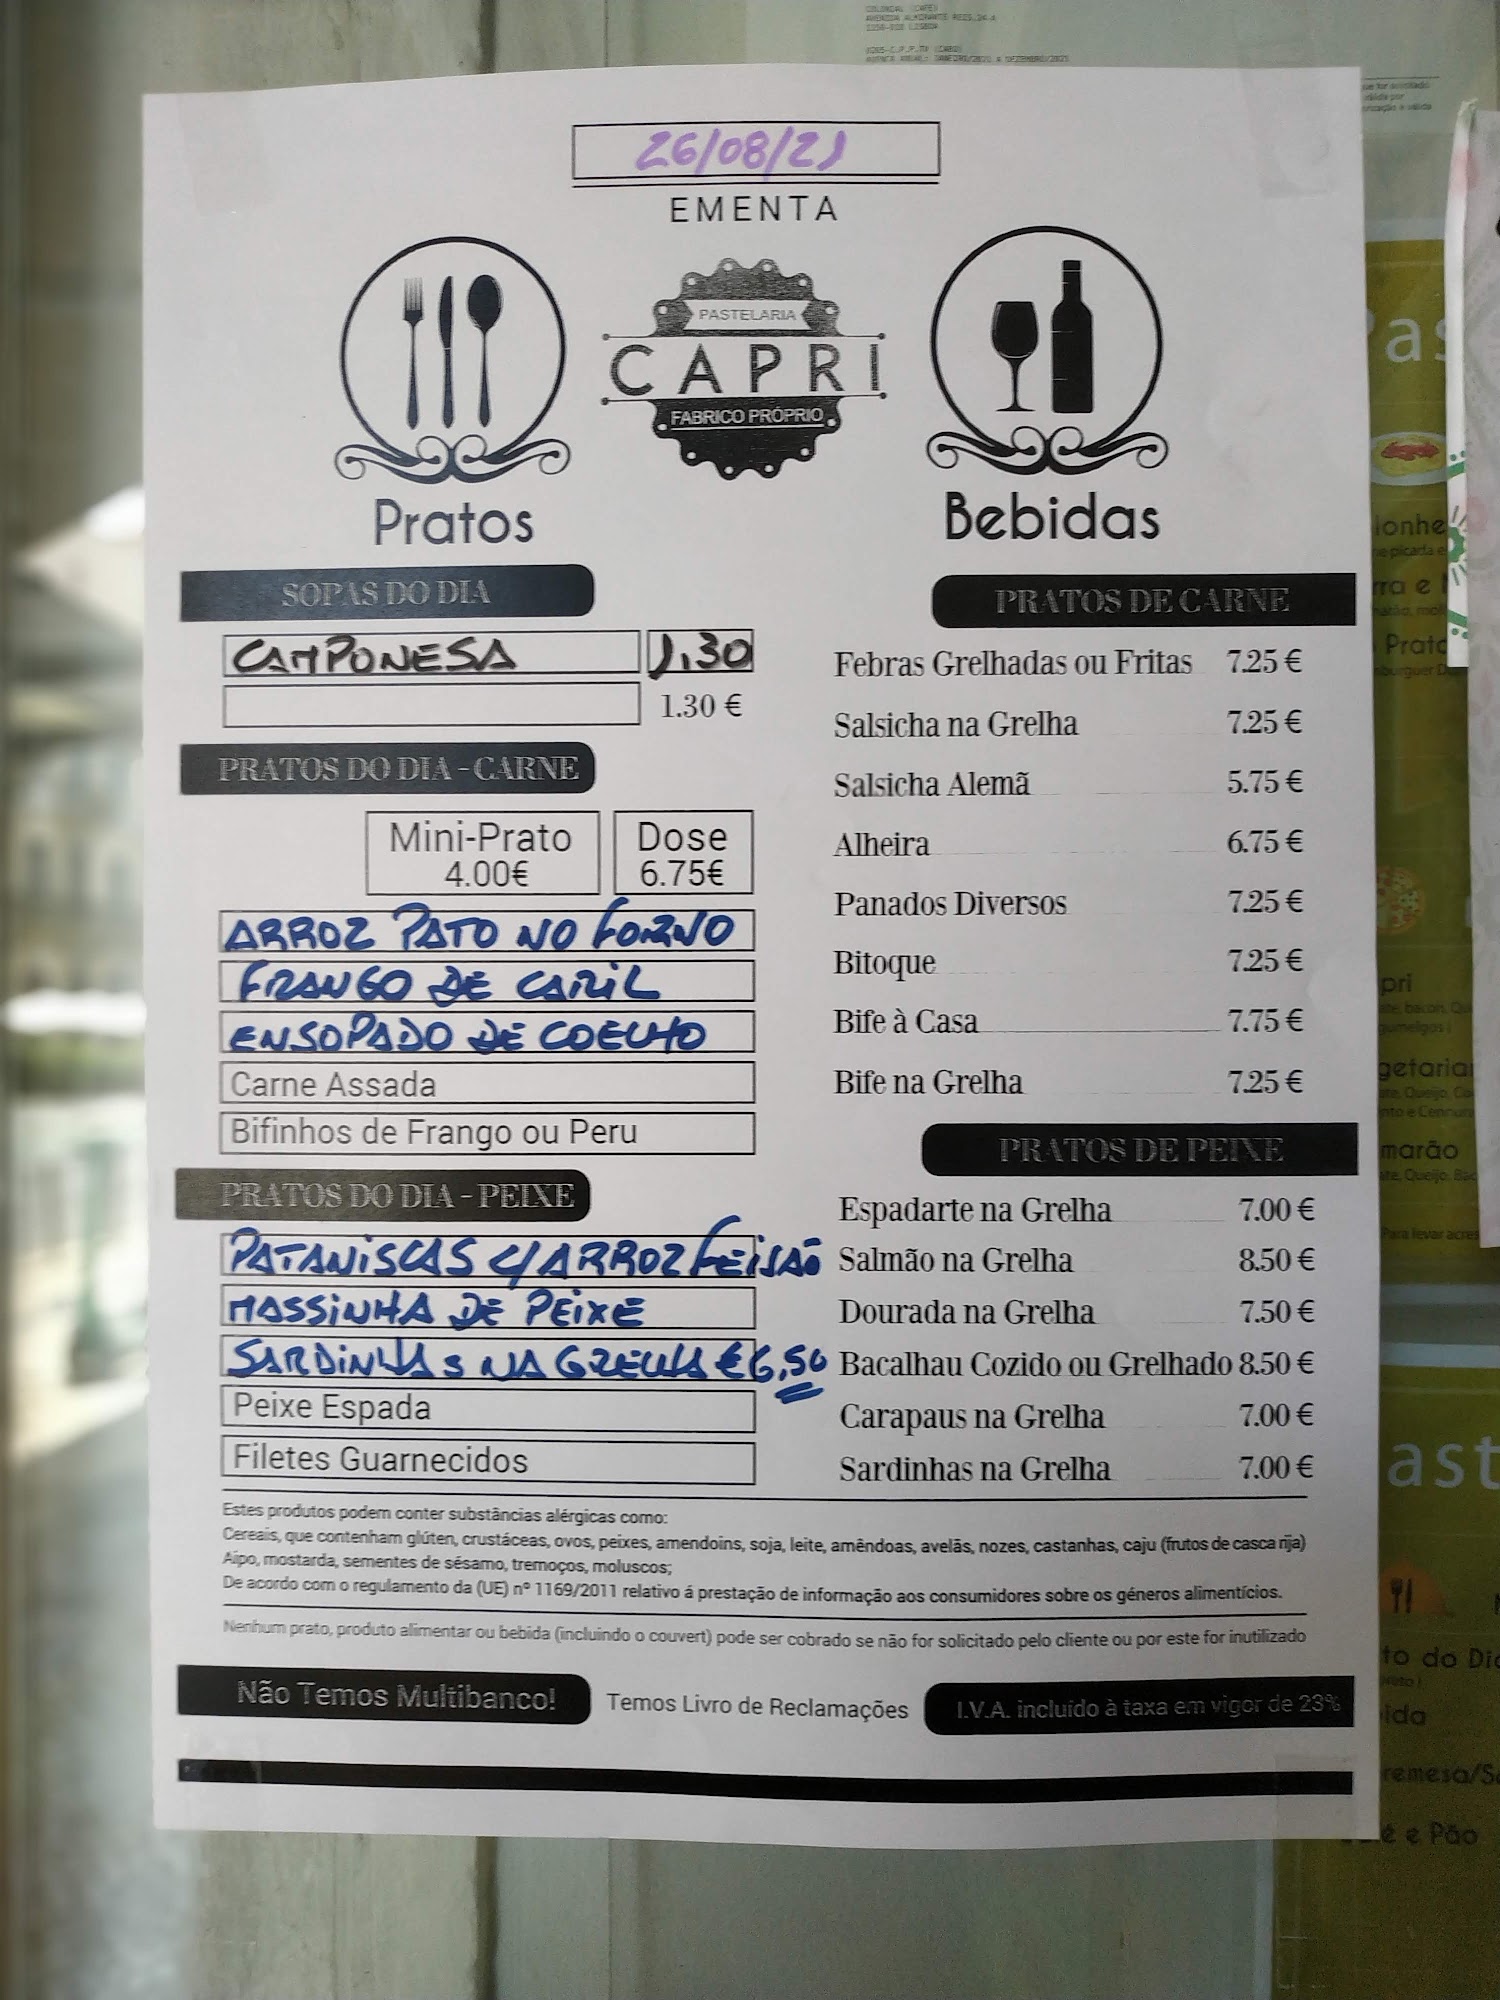 COLONIAL (CAFE)
AVENIDA ALMIRANTE REIS,24-A
26/08/21
EMENTA
PASTELARIA
CAPRI
FABRICO PRÓPRIO
Pratos
Bebidas
SOPAS DO DIA
CAMPONESA 1.30
1.30 €
PRATOS DO DIA - CARNE
Mini-Prato
4.00€
Dose
6.75€
ARROZ PATO NO FORNO
FRANGO DE CARIL
ENSOPADO DE COELHO
Carne Assada
Bifinhos de Frango ou Peru
PRATOS DO DIA - PEIXE
PATANISCAS C/ARROZ FEIJÃO
MASSINHA DE PEIXE
SARDINHAS NA GRELHA €6,50
Peixe Espada
Filetes Guarnecidos
PRATOS DE CARNE
Febras Grelhadas ou Fritas 7.25 €
Salsicha na Grelha 7.25 €
Salsicha Alemã 5.75 €
Alheira 6.75 €
Panados Diversos 7.25 €
Bitoque 7.25 €
Bife à Casa 7.75 €
Bife na Grelha 7.25 €
PRATOS DE PEIXE
Espadarte na Grelha 7.00 €
Salmão na Grelha 8.50 €
Dourada na Grelha 7.50 €
Bacalhau Cozido ou Grelhado 8.50 €
Carapaus na Grelha 7.00 €
Sardinhas na Grelha 7.00 €
Estes produtos podem conter substâncias alérgicas como:
Cereais, que contenham glúten, crustáceas, ovos, peixes, amendoins, soja, leite, amêndoas, avelãs, nozes, castanhas, caju (frutos de casca rija)
Aipo, mostarda, sementes de sésamo, tremoços, moluscos;
De acordo com o regulamento da (UE) nº 1169/2011 relativo á prestação de informação aos consumidores sobre os géneros alimentícios.
Nenhum prato, produto alimentar ou bebida (incluindo o couvert) pode ser cobrado se não for solicitado pelo cliente ou por este for inutilizado
Não Temos Multibanco!
Temos Livro de Reclamações
I.V.A. incluído à taxa em vigor de 23%
e Pão